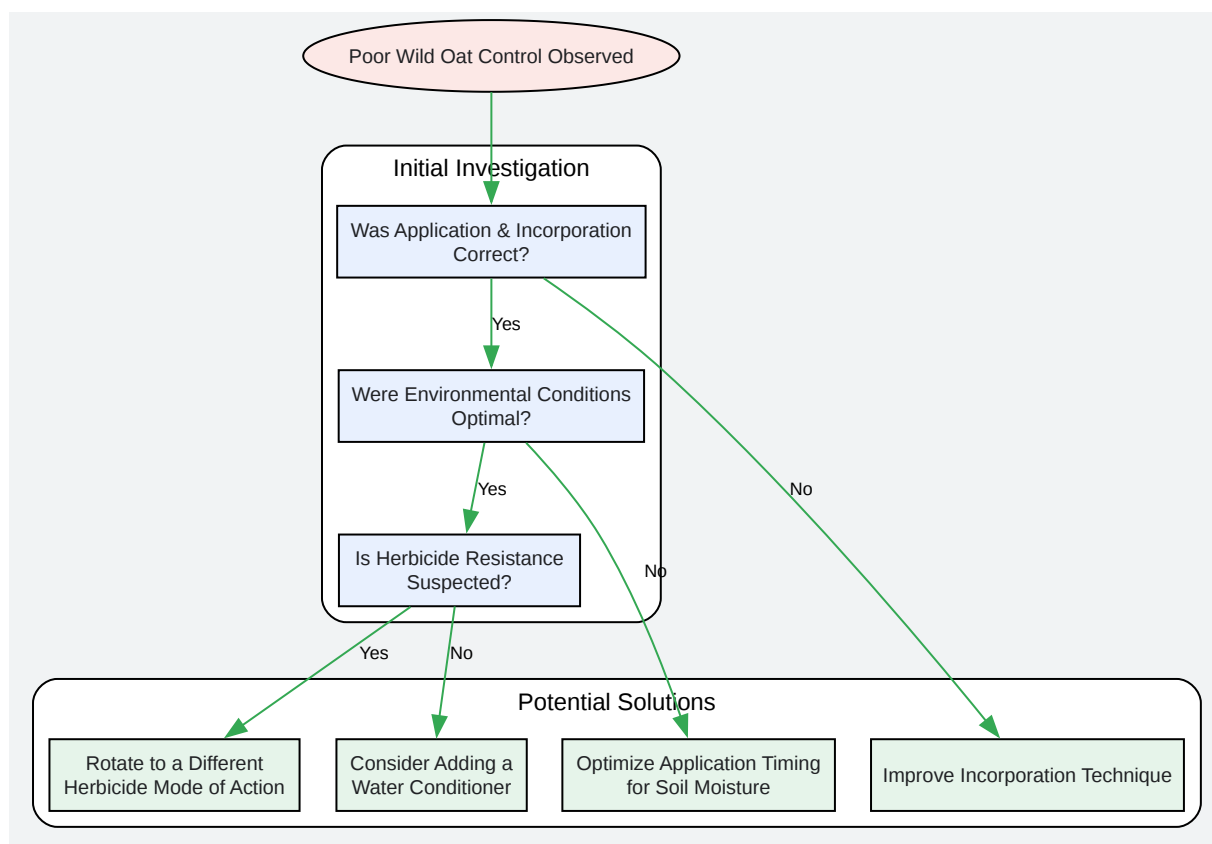 Poor Wild Oat Control Observed
Initial Investigation
Was Application & Incorporation
Correct?
Yes
Were Environmental Conditions
Optimal?
Yes
No
Is Herbicide Resistance
Suspected?
No
Yes
No
Potential Solutions
Rotate to a Different
Herbicide Mode of Action
Consider Adding a
Water Conditioner
Optimize Application Timing
for Soil Moisture
Improve Incorporation Technique